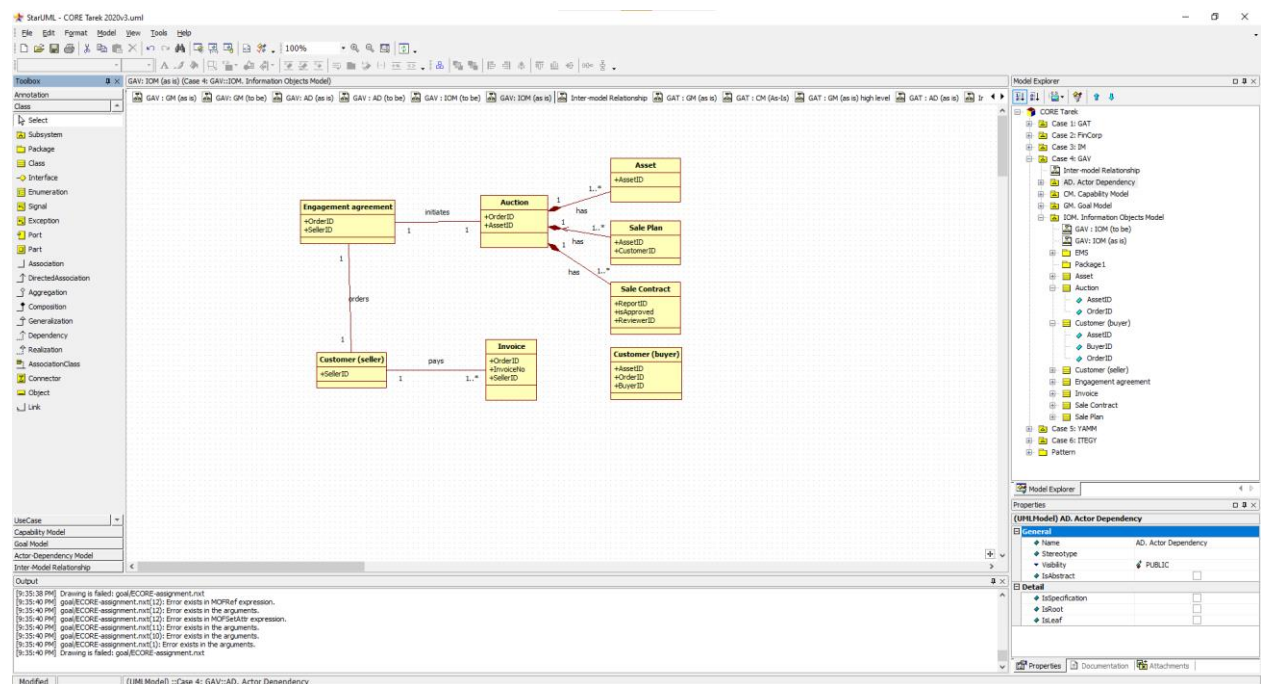 StarUML - CORE Tarek 2020v3.uml
File Edit Format Model View Tools Help
100%
Toolbox
Annotation
Class
Select
Subsystem
Package
Class
Interface
Enumeration
Signal
Exception
Port
Part
Association
DirectedAssociation
Aggregation
Composition
Generalization
Dependency
Realization
AssociationClass
Connector
Object
Link
UseCase
Capability Model
Goal Model
Actor-Dependency Model
Inter-Model Relationship
GAV: IOM (as is) (Case 4: GAV::IOM. Information Objects Model)
GAV : GM (as is) GAV: GM (to be) GAV: AD (as is) GAV : AD (to be) GAV : IOM (to be) GAV: IOM (as is) Inter-model Relationship GAT : GM (as is) GAT : CM (As-Is) GAT : GM (as is) high level GAT : AD (as is) Ir
Asset
+AssetID
1..*
1
has
Engagement agreement
+OrderID
+SellerID
initiates
1
1
Auction
+OrderID
+AssetID
1
1..*
has
Sale Plan
+AssetID
+CustomerID
1
has
1..*
Sale Contract
+ReportID
+isApproved
+ReviewerID
1
orders
1
Customer (seller)
+SellerID
pays
1
1..*
Invoice
+OrderID
+InvoiceNo
+SellerID
Customer (buyer)
+AssetID
+OrderID
+BuyerID
Model Explorer
CORE Tarek
Case 1: GAT
Case 2: FinCorp
Case 3: IM
Case 4: GAV
Inter-model Relationship
AD. Actor Dependency
CM. Capability Model
GM. Goal Model
IOM. Information Objects Model
GAV : IOM (to be)
GAV: IOM (as is)
EMS
Package1
Asset
Auction
AssetID
OrderID
Customer (buyer)
AssetID
BuyerID
OrderID
Customer (seller)
Engagement agreement
Invoice
Sale Contract
Sale Plan
Case 5: YAMM
Case 6: ITEGY
Pattern
Model Explorer
Properties
(UMLModel) AD. Actor Dependency
General
Name AD. Actor Dependency
Stereotype
Visibility PUBLIC
IsAbstract
Detail
IsSpecification
IsRoot
IsLeaf
Properties Documentation Attachments
Output
[9:35:38 PM] Drawing is failed: goal/ECORE-assignment.nxt
[9:35:40 PM] goal/ECORE-assignment.nxt(12): Error exists in MOFRef expression.
[9:35:40 PM] goal/ECORE-assignment.nxt(12): Error exists in the arguments.
[9:35:40 PM] goal/ECORE-assignment.nxt(12): Error exists in MOFSetAttr expression.
[9:35:40 PM] goal/ECORE-assignment.nxt(11): Error exists in the arguments.
[9:35:40 PM] goal/ECORE-assignment.nxt(10): Error exists in the arguments.
[9:35:40 PM] goal/ECORE-assignment.nxt(1): Error exists in the arguments.
[9:35:40 PM] Drawing is failed: goal/ECORE-assignment.nxt
Modified (UMLModel) ::Case 4: GAV::AD. Actor Dependency